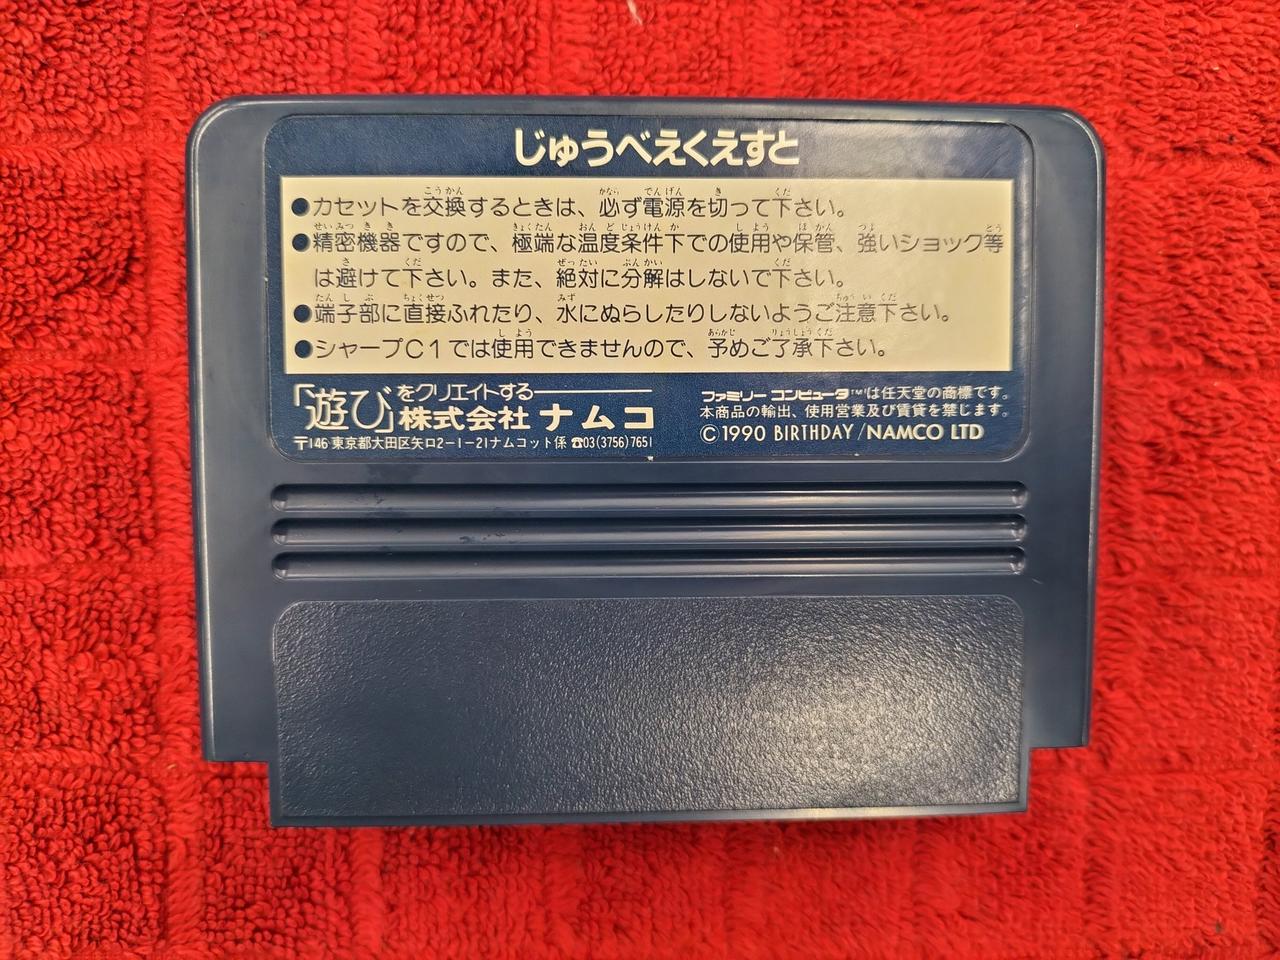 じゅうべえくえすと
●カセットを交換するときは、必ず電源を切って下さい。
●精密機器ですので、極端な温度条件下での使用や保管、強いショック等
は避けて下さい。また、絶対に分解はしないで下さい。
●端子部に直接ふれたり、水にぬらしたりしないようご注意下さい。
●シャープC1では使用できませんので、予めご了承下さい。
「遊び」をクリエイトする
株式会社 ナムコ
〒146 東京都大田区矢口2-1-21ナムコット係 ☎03(3756)7651
ファミリーコンピュータ™は任天堂の商標です。
本商品の輸出、使用営業及び賃貸を禁じます。
©1990 BIRTHDAY/NAMCO LTD